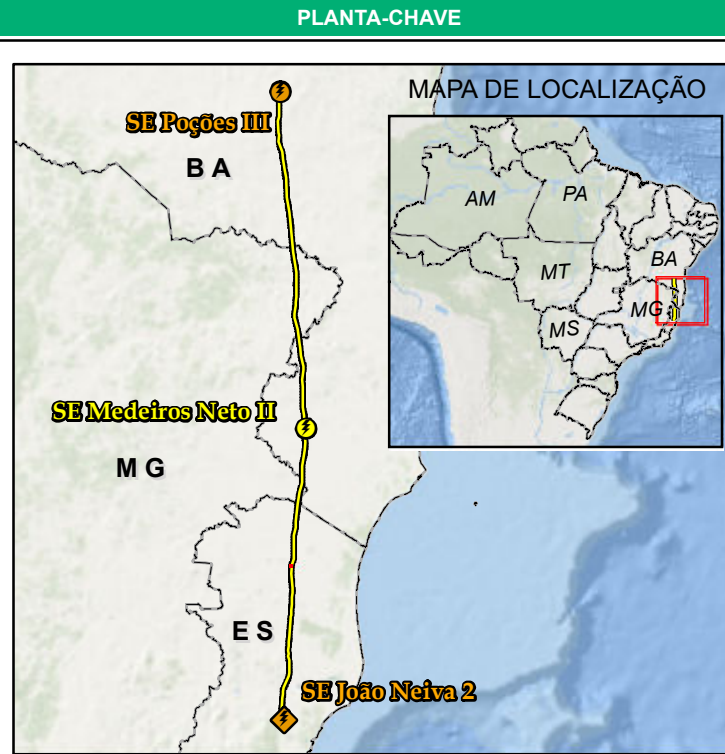 PLANTA-CHAVE
MAPA DE LOCALIZAÇÃO
SE Poções III
BA
AM
PA
BA
MT
MG
MS
SE Medeiros Neto II
MG
ES
SE João Neiva 2